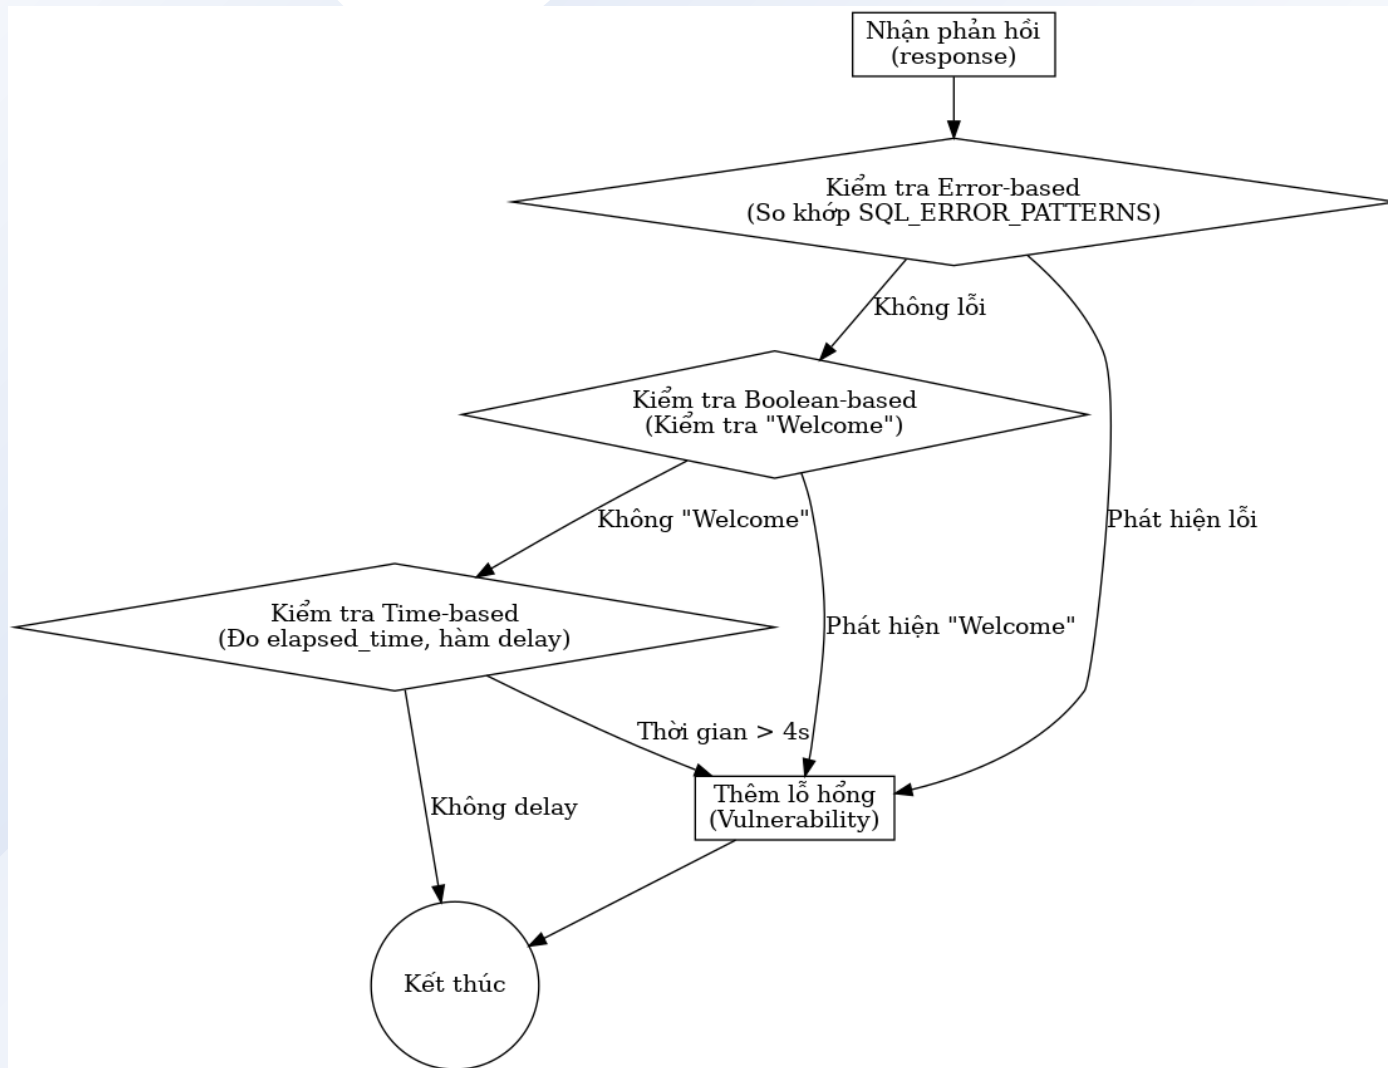 Nhận phản hồi
(response)
Kiểm tra Error-based
(So khớp SQL_ERROR_PATTERNS)
Không lỗi
Kiểm tra Boolean-based
(Kiểm tra "Welcome")
Không "Welcome"
Phát hiện lỗi
Kiểm tra Time-based
(Đo elapsed_time, hàm delay)
Phát hiện "Welcome"
Thời gian > 4s
Không delay
Thêm lỗ hổng
(Vulnerability)
Kết thúc